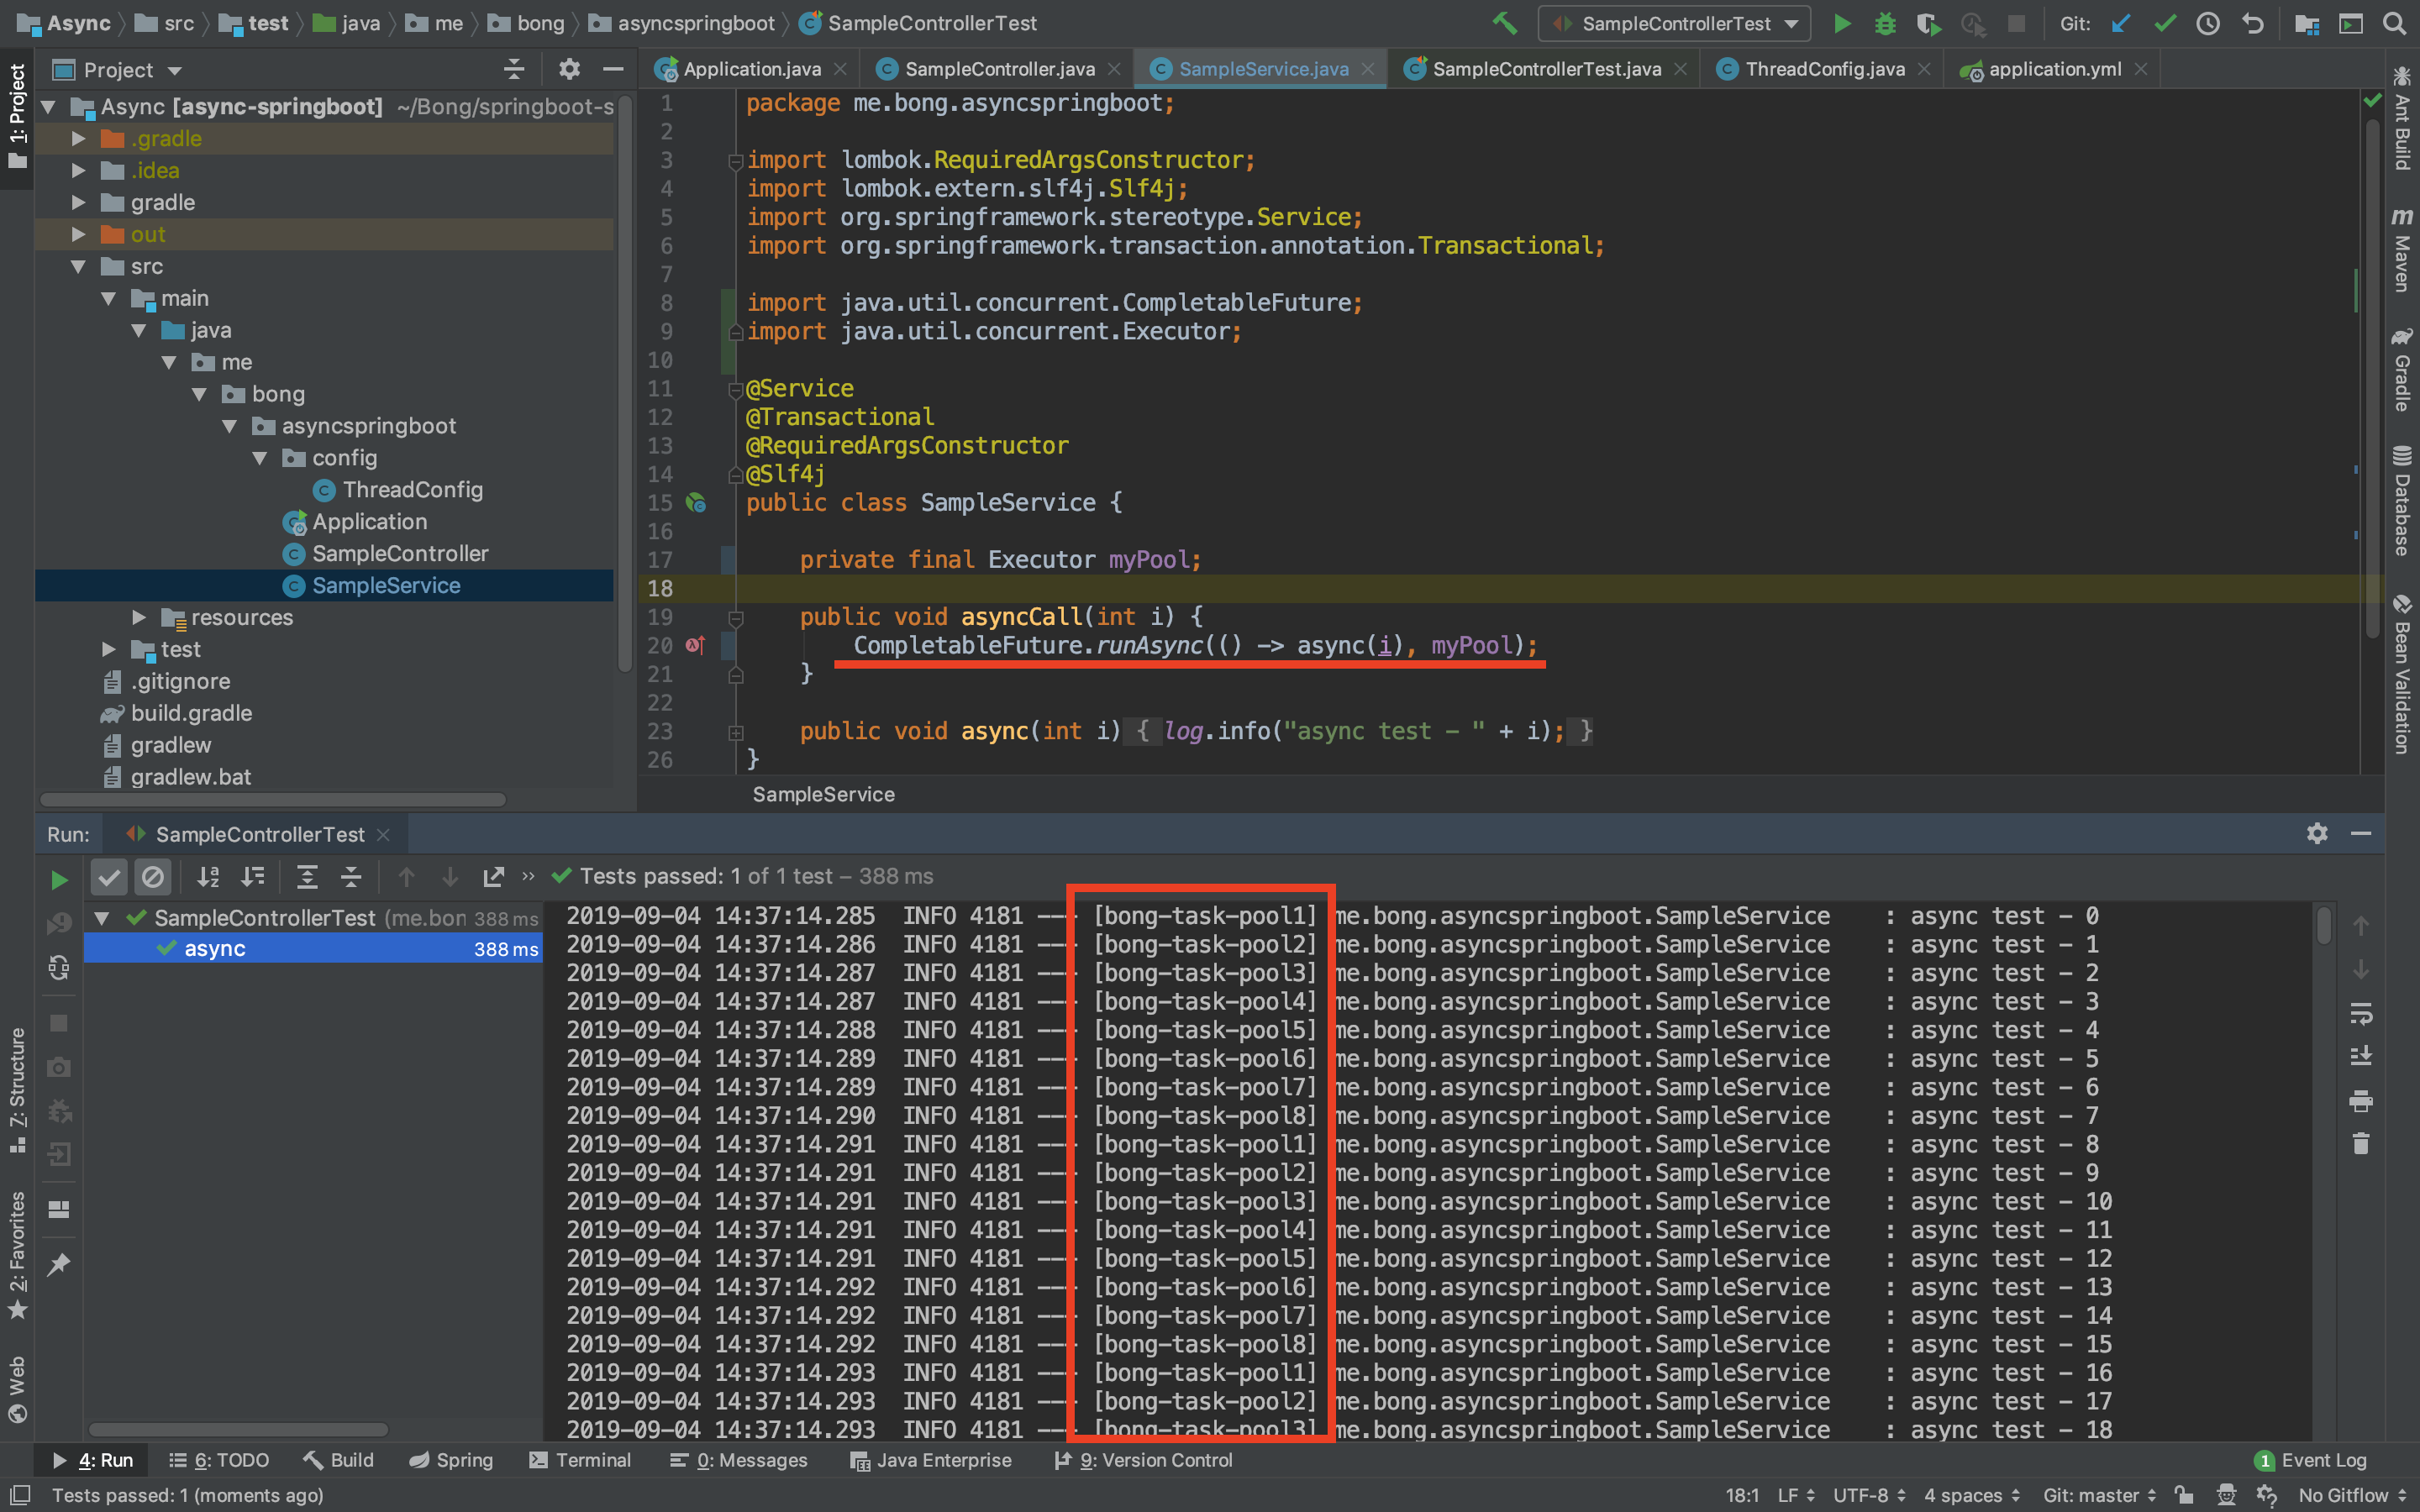 Async src test java me bong asyncspringboot SampleControllerTest
SampleControllerTest Git:
1: Project
Project
Application.java SampleController.java SampleService.java SampleControllerTest.java ThreadConfig.java application.yml
Async [async-springboot] ~/Bong/springboot-s
.gradle
.idea
gradle
out
src
main
java
me
bong
asyncspringboot
config
ThreadConfig
Application
SampleController
SampleService
resources
test
.gitignore
build.gradle
gradlew
gradlew.bat
1 package me.bong.asyncspringboot;
2
3 import lombok.RequiredArgsConstructor;
4 import lombok.extern.slf4j.Slf4j;
5 import org.springframework.stereotype.Service;
6 import org.springframework.transaction.annotation.Transactional;
7
8 import java.util.concurrent.CompletableFuture;
9 import java.util.concurrent.Executor;
10
11 @Service
12 @Transactional
13 @RequiredArgsConstructor
14 @Slf4j
15 public class SampleService {
16
17 private final Executor myPool;
18
19 public void asyncCall(int i) {
20 CompletableFuture.runAsync(() -> async(i), myPool);
21 }
22
23 public void async(int i) { log.info("async test - " + i); }
26 }
SampleService
Ant Build
Maven
Gradle
Database
Bean Validation
Run: SampleControllerTest
Tests passed: 1 of 1 test – 388 ms
SampleControllerTest (me.bon 388 ms
async 388 ms
2019-09-04 14:37:14.285 INFO 4181 --- [bong-task-pool1] me.bong.asyncspringboot.SampleService : async test - 0
2019-09-04 14:37:14.286 INFO 4181 --- [bong-task-pool2] me.bong.asyncspringboot.SampleService : async test - 1
2019-09-04 14:37:14.287 INFO 4181 --- [bong-task-pool3] me.bong.asyncspringboot.SampleService : async test - 2
2019-09-04 14:37:14.287 INFO 4181 --- [bong-task-pool4] me.bong.asyncspringboot.SampleService : async test - 3
2019-09-04 14:37:14.288 INFO 4181 --- [bong-task-pool5] me.bong.asyncspringboot.SampleService : async test - 4
2019-09-04 14:37:14.289 INFO 4181 --- [bong-task-pool6] me.bong.asyncspringboot.SampleService : async test - 5
2019-09-04 14:37:14.289 INFO 4181 --- [bong-task-pool7] me.bong.asyncspringboot.SampleService : async test - 6
2019-09-04 14:37:14.290 INFO 4181 --- [bong-task-pool8] me.bong.asyncspringboot.SampleService : async test - 7
2019-09-04 14:37:14.291 INFO 4181 --- [bong-task-pool1] me.bong.asyncspringboot.SampleService : async test - 8
2019-09-04 14:37:14.291 INFO 4181 --- [bong-task-pool2] me.bong.asyncspringboot.SampleService : async test - 9
2019-09-04 14:37:14.291 INFO 4181 --- [bong-task-pool3] me.bong.asyncspringboot.SampleService : async test - 10
2019-09-04 14:37:14.291 INFO 4181 --- [bong-task-pool4] me.bong.asyncspringboot.SampleService : async test - 11
2019-09-04 14:37:14.291 INFO 4181 --- [bong-task-pool5] me.bong.asyncspringboot.SampleService : async test - 12
2019-09-04 14:37:14.292 INFO 4181 --- [bong-task-pool6] me.bong.asyncspringboot.SampleService : async test - 13
2019-09-04 14:37:14.292 INFO 4181 --- [bong-task-pool7] me.bong.asyncspringboot.SampleService : async test - 14
2019-09-04 14:37:14.292 INFO 4181 --- [bong-task-pool8] me.bong.asyncspringboot.SampleService : async test - 15
2019-09-04 14:37:14.293 INFO 4181 --- [bong-task-pool1] me.bong.asyncspringboot.SampleService : async test - 16
2019-09-04 14:37:14.293 INFO 4181 --- [bong-task-pool2] me.bong.asyncspringboot.SampleService : async test - 17
2019-09-04 14:37:14.293 INFO 4181 --- [bong-task-pool3] me.bong.asyncspringboot.SampleService : async test - 18
Z: Structure
2: Favorites
Web
4: Run 6: TODO Build Spring Terminal 0: Messages Java Enterprise 9: Version Control 1 Event Log
Tests passed: 1 (moments ago) 18:1 LF UTF-8 4 spaces Git: master No Gitflow